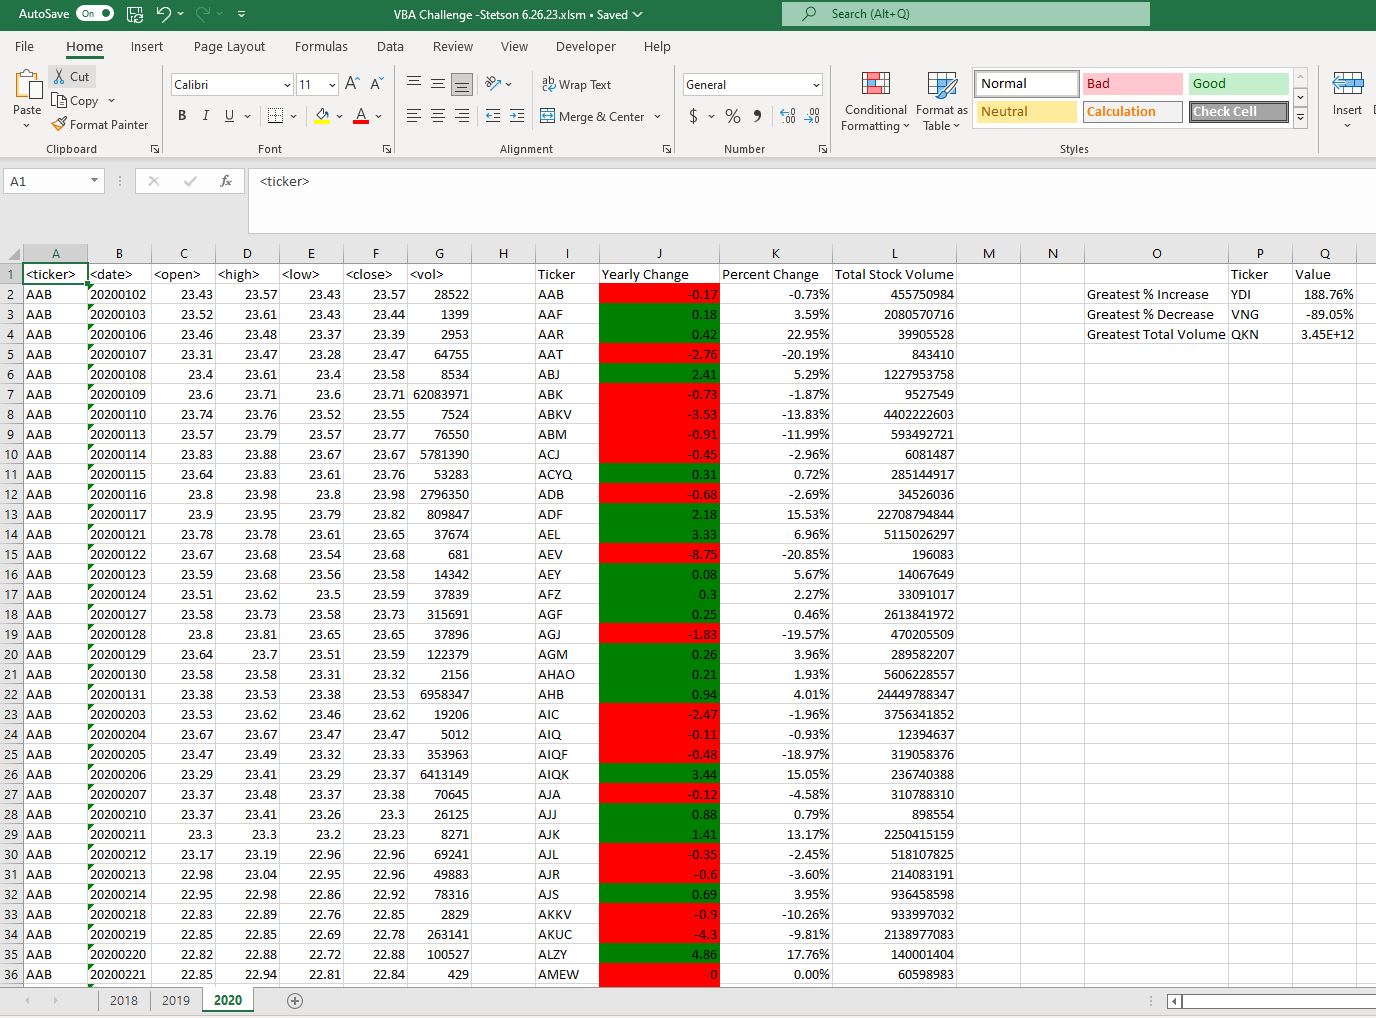 AutoSave On VBA Challenge -Stetson 6.26.23.xlsm • Saved Search (Alt+Q)
File Home Insert Page Layout Formulas Data Review View Developer Help
Cut
Copy
Format Painter
Paste
Calibri 11
B I U
Wrap Text
Merge & Center
General
$ %
Conditional Formatting
Format as Table
Normal Bad Good
Neutral Calculation Check Cell
Insert
Clipboard Font Alignment Number Styles
A1 fx <ticker>
A B C D E F G H I J K L M N O P Q
1 <ticker> <date> <open> <high> <low> <close> <vol> Ticker Yearly Change Percent Change Total Stock Volume Ticker Value
2 AAB 20200102 23.43 23.57 23.43 23.57 28522 AAB -0.17 -0.73% 455750984 Greatest % Increase YDI 188.76%
3 AAB 20200103 23.52 23.61 23.43 23.44 1399 AAF 0.18 3.59% 2080570716 Greatest % Decrease VNG -89.05%
4 AAB 20200106 23.46 23.48 23.37 23.39 2953 AAR 0.42 22.95% 39905528 Greatest Total Volume QKN 3.45E+12
5 AAB 20200107 23.31 23.47 23.28 23.47 64755 AAT -2.76 -20.19% 843410
6 AAB 20200108 23.4 23.61 23.4 23.58 8534 ABJ 2.41 5.29% 1227953758
7 AAB 20200109 23.6 23.71 23.6 23.71 62083971 ABK -0.73 -1.87% 9527549
8 AAB 20200110 23.74 23.76 23.52 23.55 7524 ABKV -3.53 -13.83% 4402222603
9 AAB 20200113 23.57 23.79 23.57 23.77 76550 ABM -0.91 -11.99% 593492721
10 AAB 20200114 23.83 23.88 23.67 23.67 5781390 ACJ -0.45 -2.96% 6081487
11 AAB 20200115 23.64 23.83 23.61 23.76 53283 ACYQ 0.31 0.72% 285144917
12 AAB 20200116 23.8 23.98 23.8 23.98 2796350 ADB -0.68 -2.69% 34526036
13 AAB 20200117 23.9 23.95 23.79 23.82 809847 ADF 2.18 15.53% 22708794844
14 AAB 20200121 23.78 23.78 23.61 23.65 37674 AEL 3.33 6.96% 5115026297
15 AAB 20200122 23.67 23.68 23.54 23.68 681 AEV -8.75 -20.85% 196083
16 AAB 20200123 23.59 23.68 23.56 23.58 14342 AEY 0.08 5.67% 14067649
17 AAB 20200124 23.51 23.62 23.5 23.59 37839 AFZ 0.3 2.27% 33091017
18 AAB 20200127 23.58 23.73 23.58 23.73 315691 AGF 0.25 0.46% 2613841972
19 AAB 20200128 23.8 23.81 23.65 23.65 37896 AGJ -1.83 -19.57% 470205509
20 AAB 20200129 23.64 23.7 23.51 23.59 122379 AGM 0.26 3.96% 289582207
21 AAB 20200130 23.58 23.58 23.31 23.32 2156 AHAO 0.21 1.93% 5606228557
22 AAB 20200131 23.38 23.53 23.38 23.53 6958347 AHB 0.94 4.01% 24449788347
23 AAB 20200203 23.53 23.62 23.46 23.62 19206 AIC -2.47 -1.96% 3756341852
24 AAB 20200204 23.67 23.67 23.47 23.47 5012 AIQ -0.11 -0.93% 12394637
25 AAB 20200205 23.47 23.49 23.32 23.33 353963 AIQF -0.48 -18.97% 319058376
26 AAB 20200206 23.29 23.41 23.29 23.37 6413149 AIQK 3.44 15.05% 236740388
27 AAB 20200207 23.37 23.48 23.37 23.38 70645 AJA -0.12 -4.58% 310788310
28 AAB 20200210 23.37 23.41 23.26 23.3 26125 AJJ 0.88 0.79% 898554
29 AAB 20200211 23.3 23.3 23.2 23.23 8271 AJK 1.41 13.17% 2250415159
30 AAB 20200212 23.17 23.19 22.96 22.96 69241 AJL -0.35 -2.45% 518107825
31 AAB 20200213 22.98 23.04 22.95 22.96 49883 AJR -0.6 -3.60% 214083191
32 AAB 20200214 22.95 22.98 22.86 22.92 78316 AJS 0.69 3.95% 936458598
33 AAB 20200218 22.83 22.89 22.76 22.85 2829 AKKV -0.9 -10.26% 933997032
34 AAB 20200219 22.85 22.85 22.69 22.78 263141 AKUC -4.3 -9.81% 2138977083
35 AAB 20200220 22.82 22.88 22.72 22.88 100527 ALZY 4.86 17.76% 140001404
36 AAB 20200221 22.85 22.94 22.81 22.84 429 AMEW 0 0.00% 60598983
2018 2019 2020